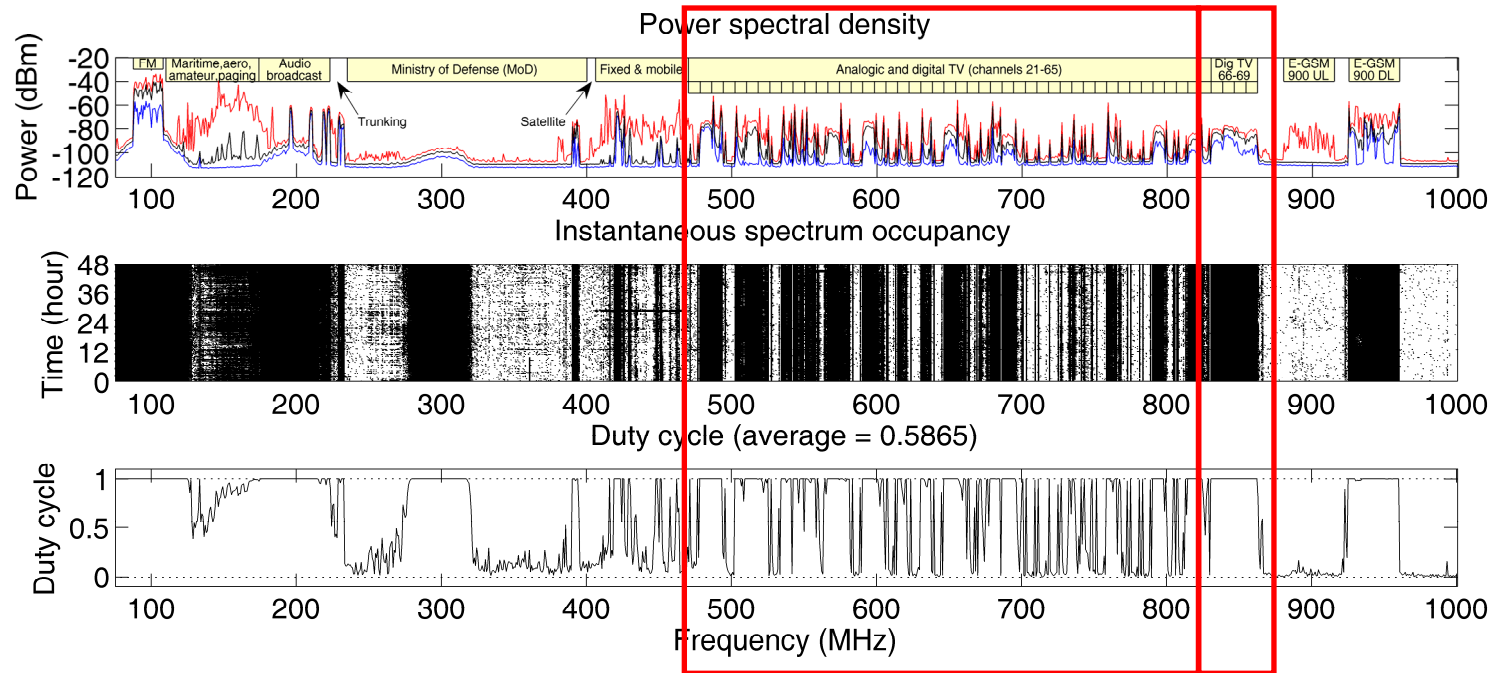 Power spectral density
Power (dBm)
-20
-40
-60
-80
-100
-120
FM
Maritime,aero,
amateur,paging
Audio
broadcast
Trunking
Ministry of Defense (MoD)
Satellite
Fixed & mobile
Analogic and digital TV (channels 21-65)
Dig TV
66-69
E-GSM
900 UL
E-GSM
900 DL
100 200 300 400 500 600 700 800 900 1000
Instantaneous spectrum occupancy
Time (hour)
48
36
24
12
0
100 200 300 400 500 600 700 800 900 1000
Duty cycle (average = 0.5865)
Duty cycle
1
0.5
0
100 200 300 400 500 600 700 800 900 1000
Frequency (MHz)